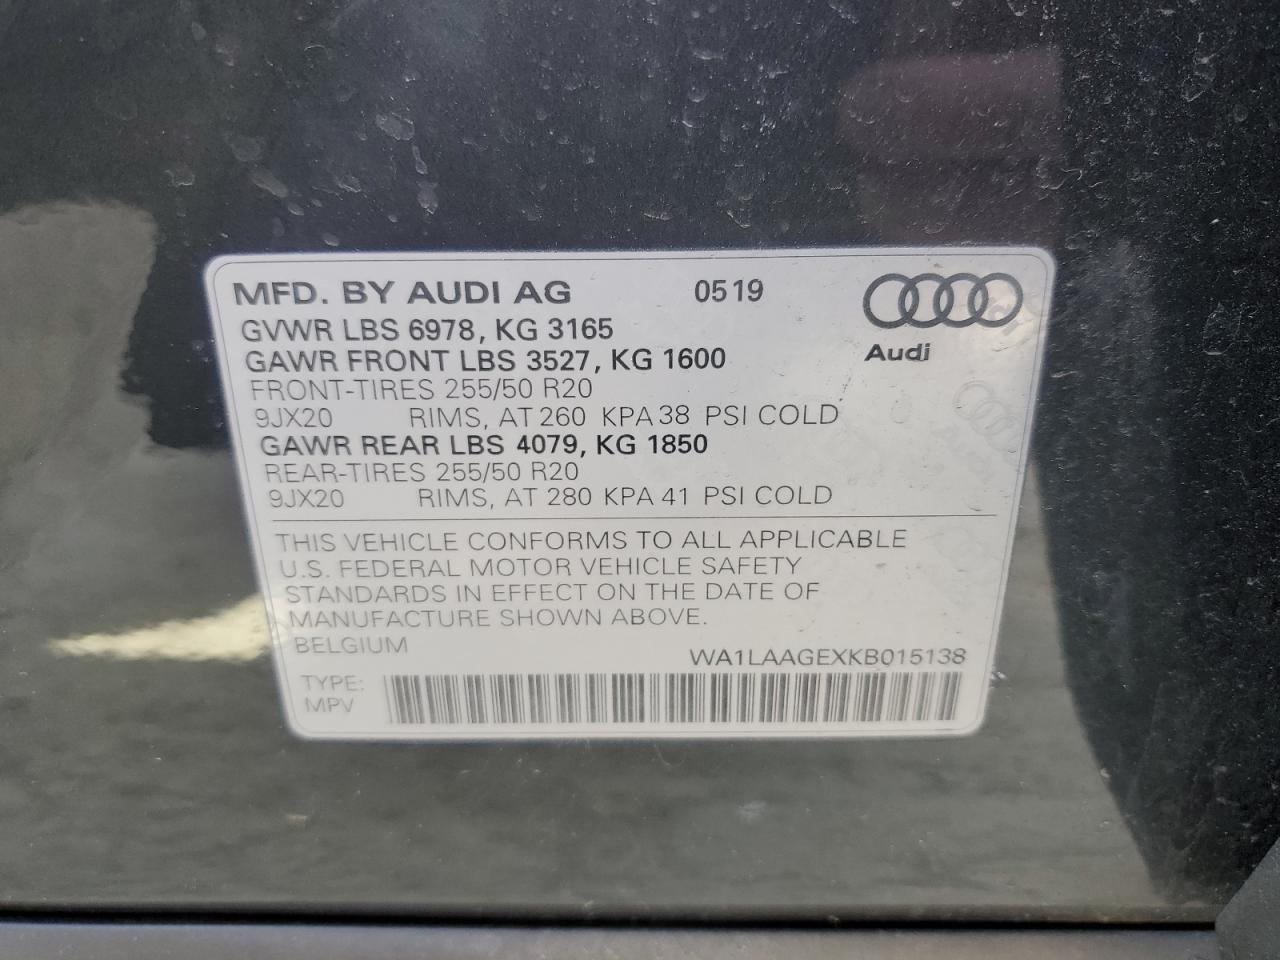 MFD. BY AUDI AG 0519
GVWR LBS 6978, KG 3165
GAWR FRONT LBS 3527, KG 1600
Audi
FRONT-TIRES 255/50 R20
9JX20 RIMS, AT 260 KPA 38 PSI COLD
GAWR REAR LBS 4079, KG 1850
REAR-TIRES 255/50 R20
9JX20 RIMS, AT 280 KPA 41 PSI COLD
THIS VEHICLE CONFORMS TO ALL APPLICABLE
U.S. FEDERAL MOTOR VEHICLE SAFETY
STANDARDS IN EFFECT ON THE DATE OF
MANUFACTURE SHOWN ABOVE.
BELGIUM
WA1LAAGEXKB015138
TYPE:
MPV